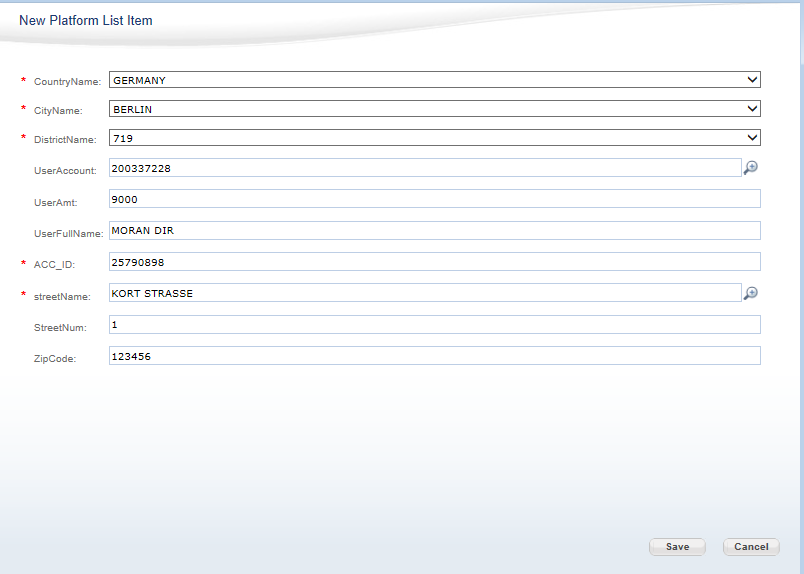 New Platform List Item
* CountryName: GERMANY
* CityName: BERLIN
* DistrictName: 719
UserAccount: 200337228
UserAmt: 9000
UserFullName: MORAN DIR
* ACC_ID: 25790898
* streetName: KORT STRASSE
StreetNum: 1
ZipCode: 123456
Save Cancel